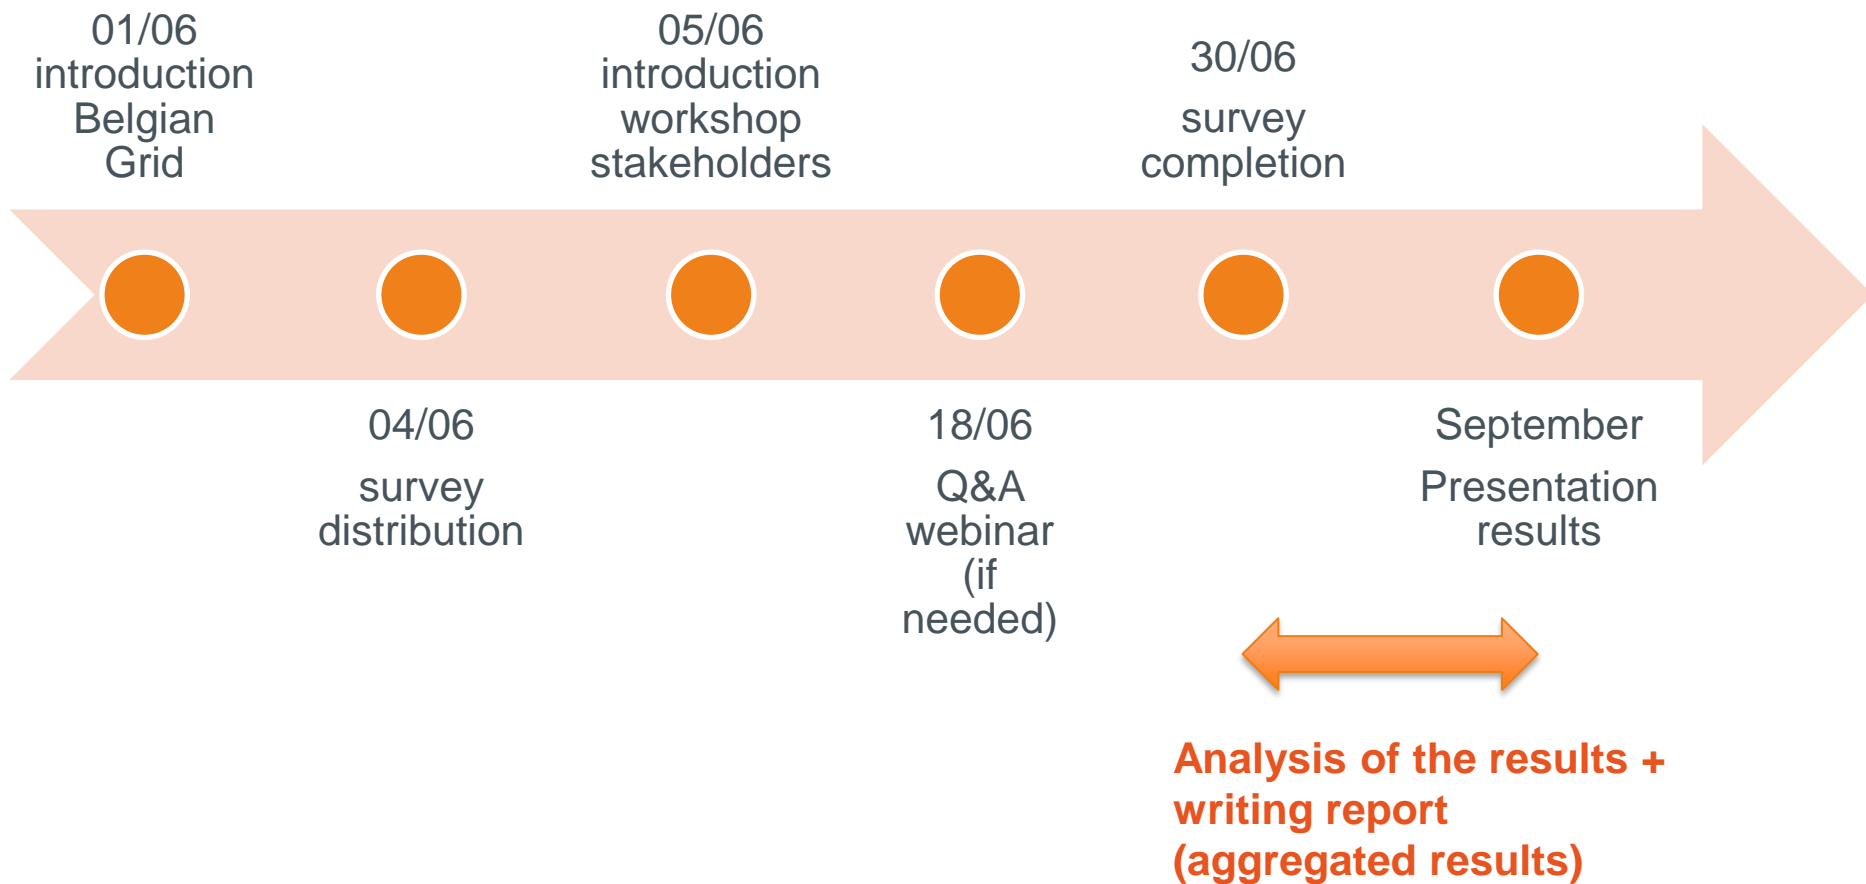 01/06
introduction
Belgian
Grid
04/06
survey
distribution
05/06
introduction
workshop
stakeholders
18/06
Q&A
webinar
(if
needed)
30/06
survey
completion
September
Presentation
results
Analysis of the results +
writing report
(aggregated results)